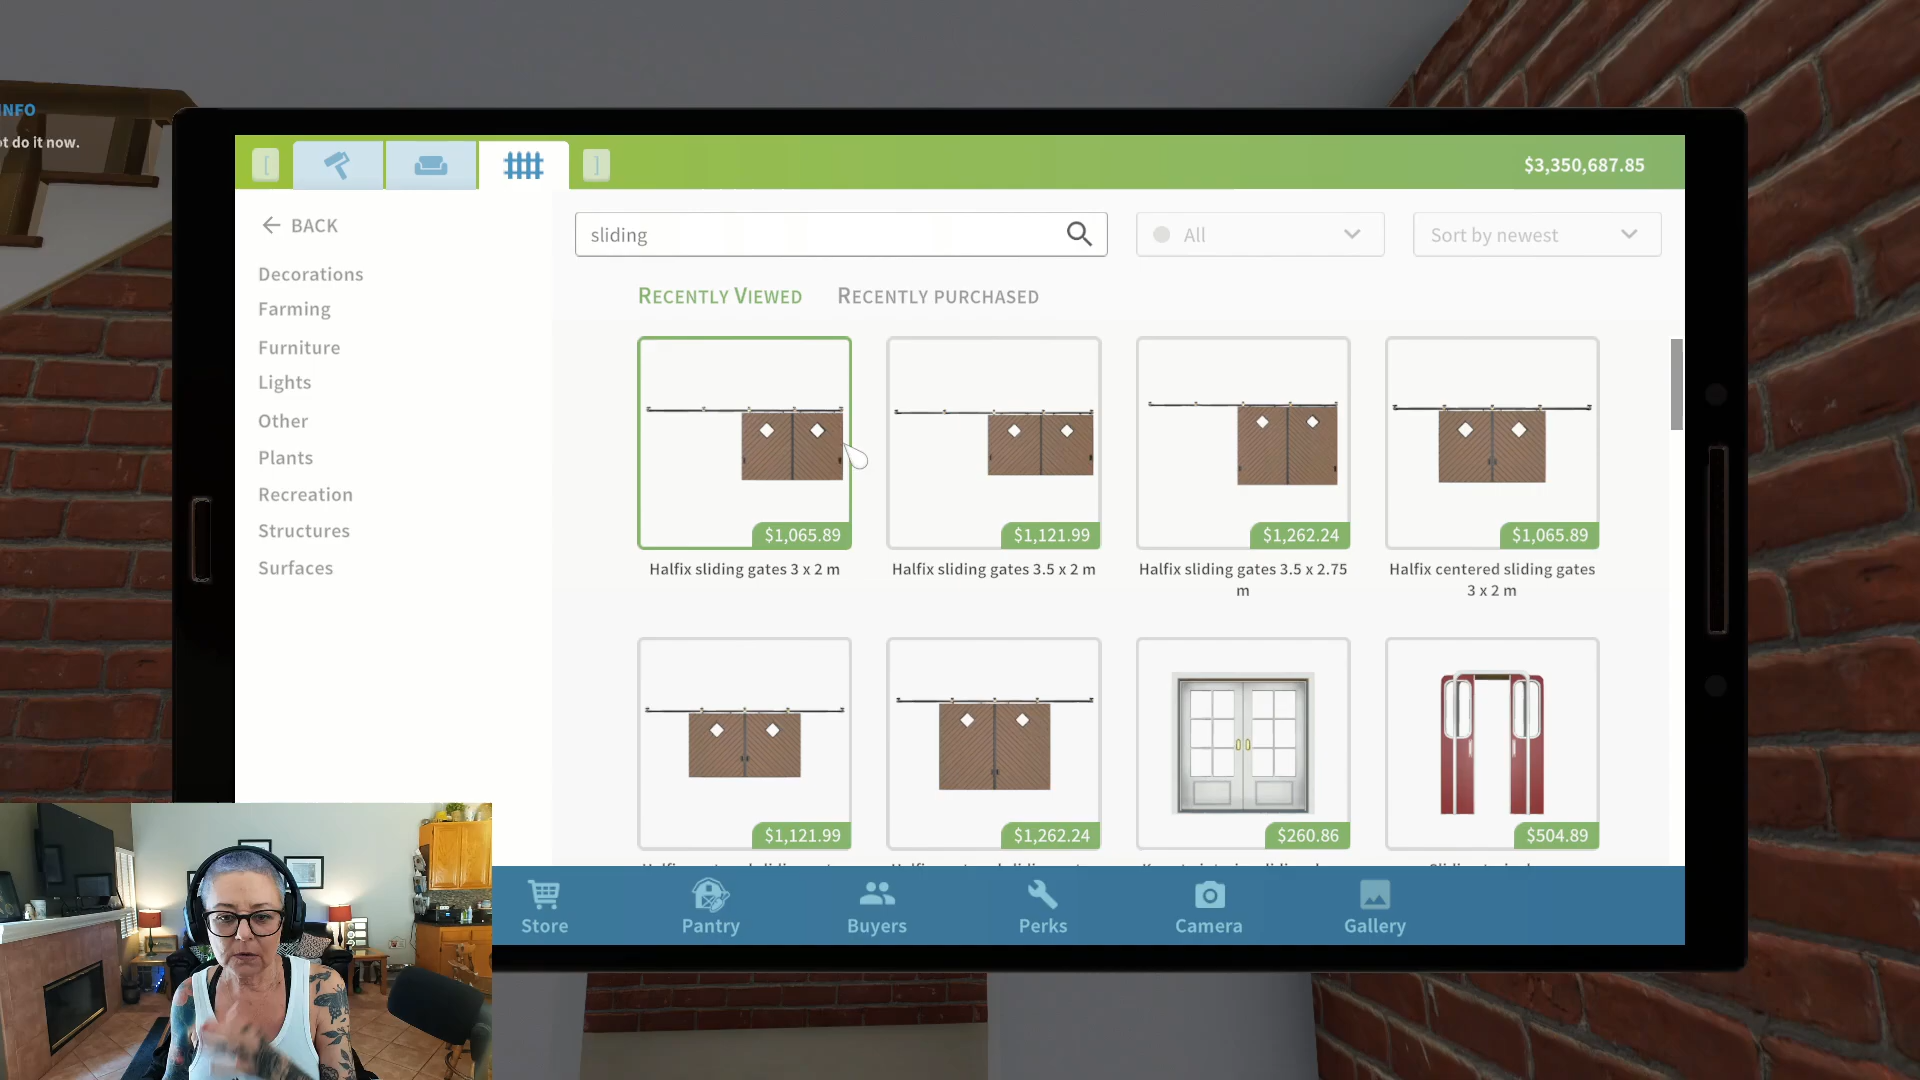 INFO
ot do it now.
[
]
$3,350,687.85
BACK
sliding
All
Sort by newest
Decorations
Farming
Furniture
Lights
Other
Plants
Recreation
Structures
Surfaces
RECENTLY VIEWED
RECENTLY PURCHASED
$1,065.89
$1,121.99
$1,262.24
$1,065.89
Halfix sliding gates 3 x 2 m
Halfix sliding gates 3.5 x 2 m
Halfix sliding gates 3.5 x 2.75
m
Halfix centered sliding gates
3 x 2 m
$1,121.99
$1,262.24
$260.86
$504.89
Store
Pantry
Buyers
Perks
Camera
Gallery